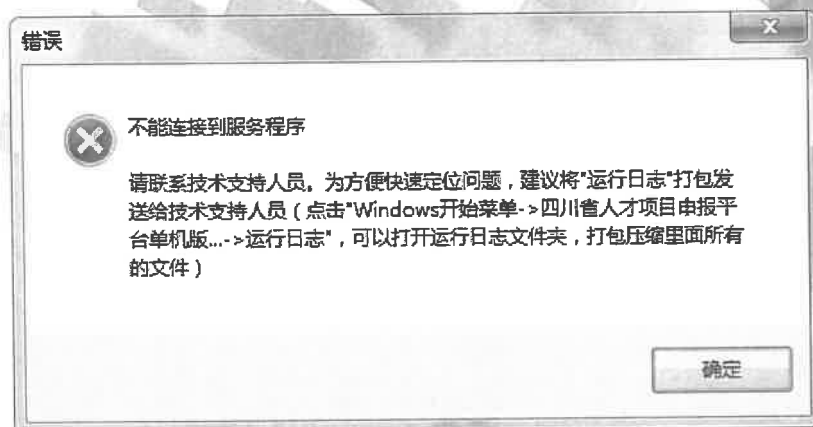 错误
不能连接到服务程序
请联系技术支持人员。为方便快速定位问题，建议将"运行日志"打包发
送给技术支持人员（点击"Windows开始菜单->四川省人才项目申报平
台单机版...->运行日志"，可以打开运行日志文件夹，打包压缩里面所有
的文件）
确定